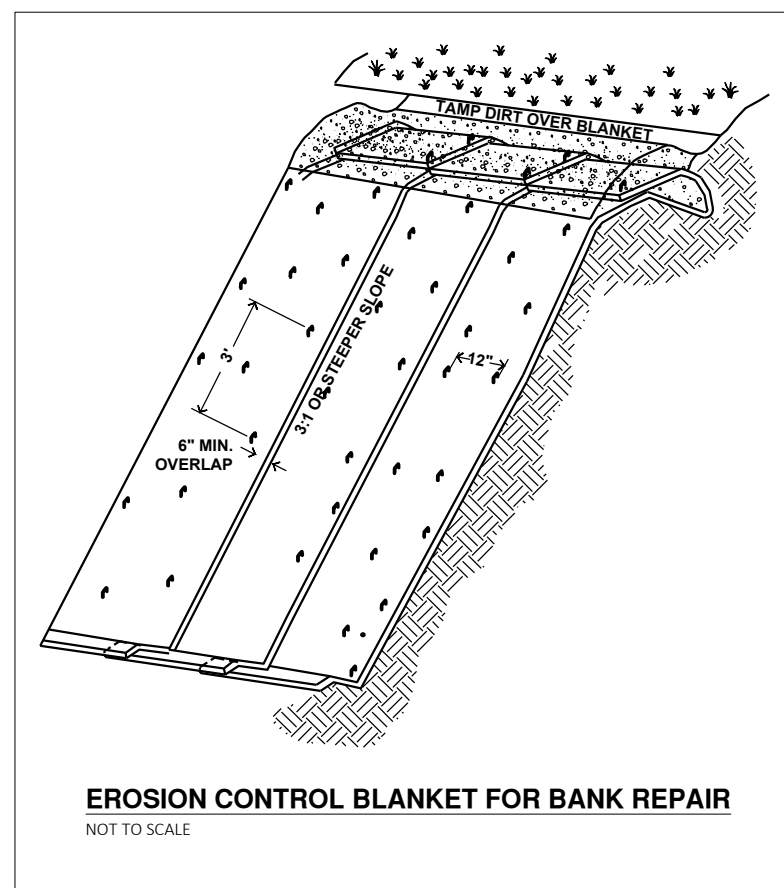 TAMP DIRT OVER BLANKET
3:1 OR STEEPER SLOPE
3'
12"
6" MIN.
OVERLAP
EROSION CONTROL BLANKET FOR BANK REPAIR
NOT TO SCALE